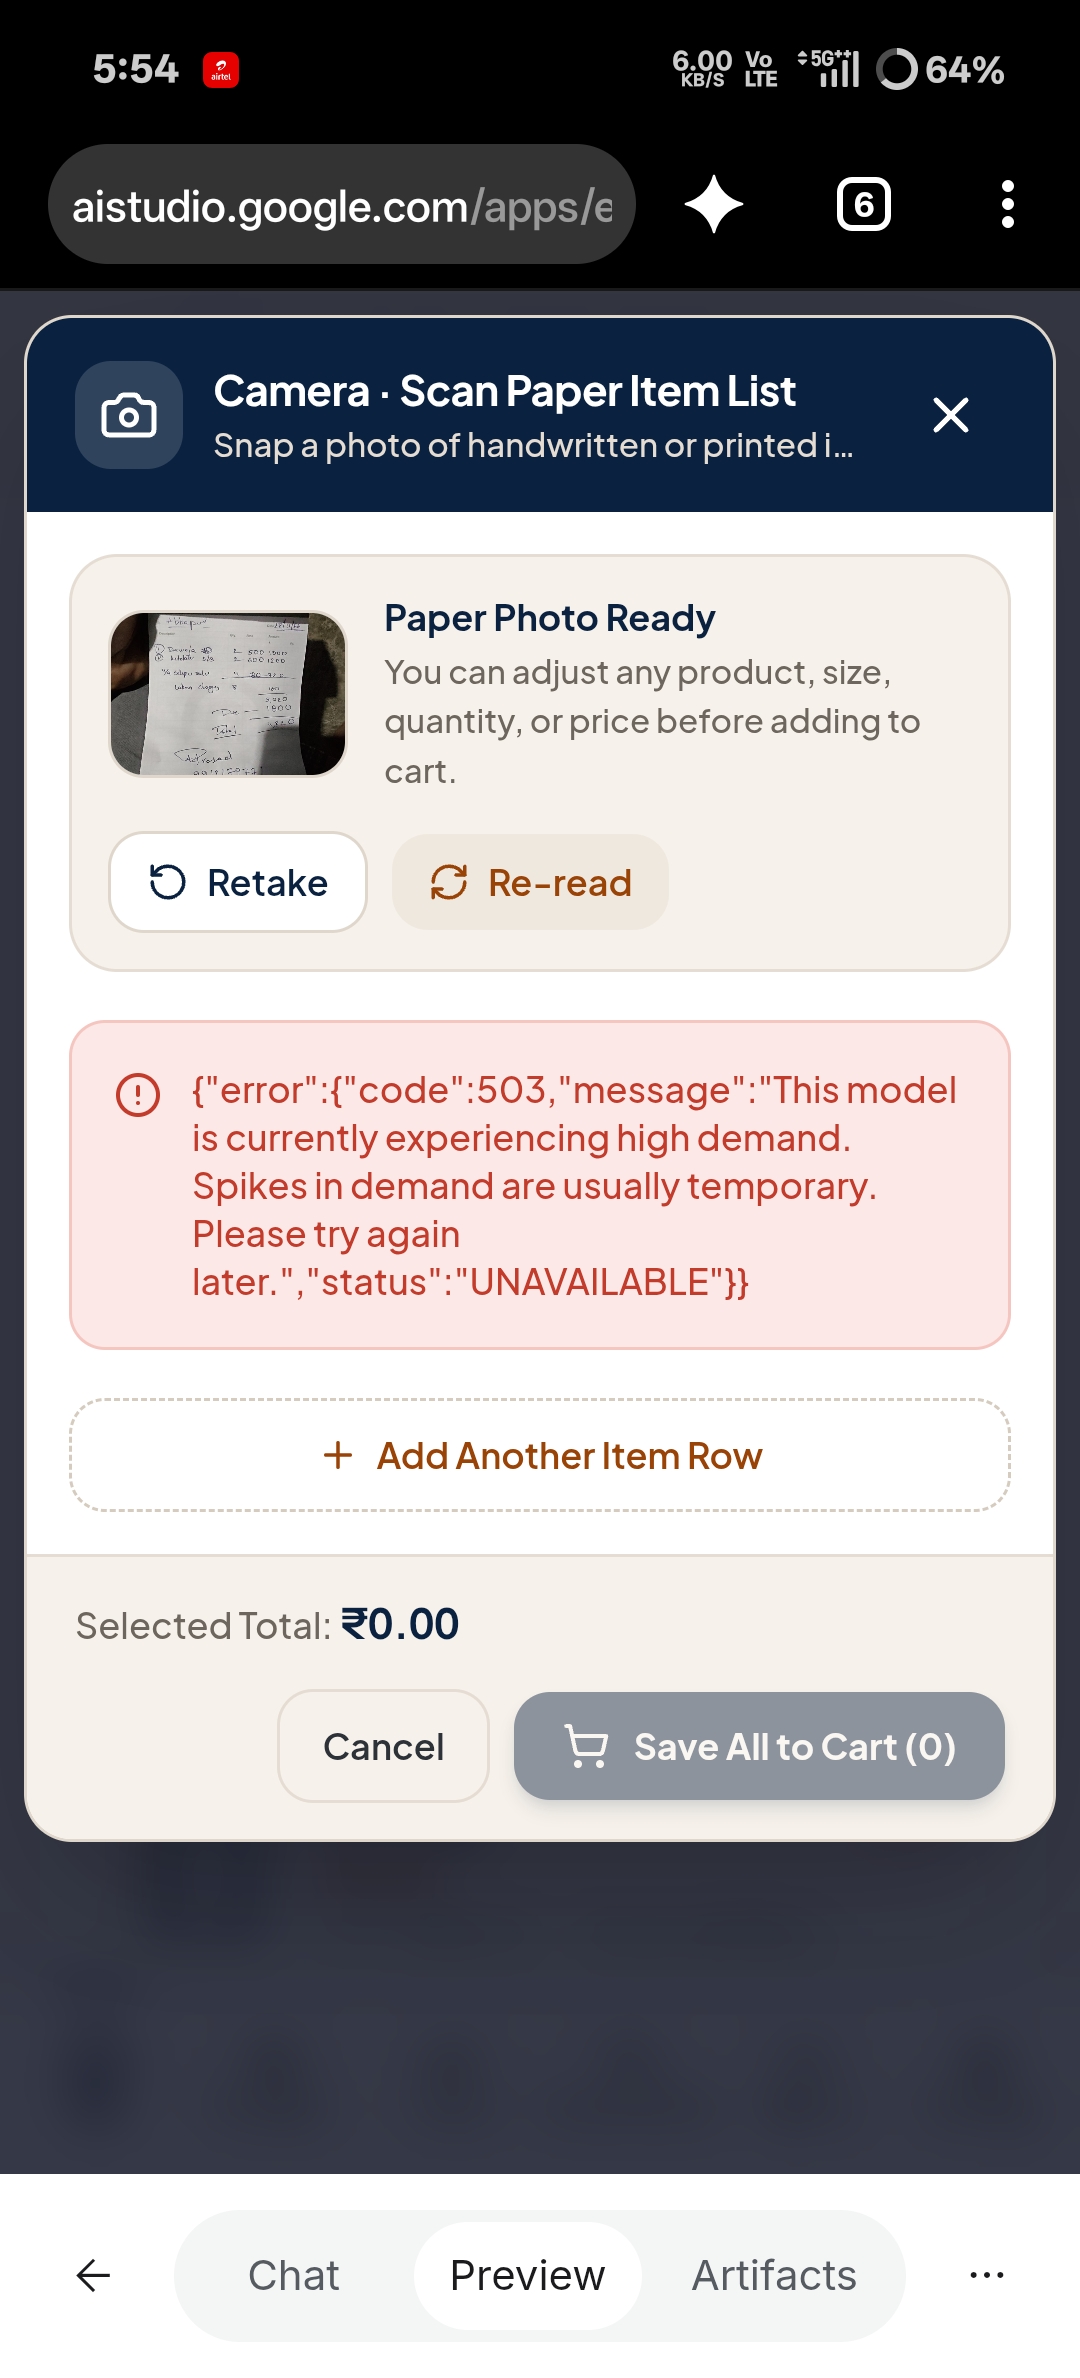 5:54
airtel
6.00 KB/S
Vo LTE
5G++
64%
aistudio.google.com/apps/e
6
Camera · Scan Paper Item List
Snap a photo of handwritten or printed i...
Paper Photo Ready
You can adjust any product, size,
quantity, or price before adding to
cart.
Retake
Re-read
{"error":{"code":503,"message":"This model
is currently experiencing high demand.
Spikes in demand are usually temporary.
Please try again
later.","status":"UNAVAILABLE"}}
+ Add Another Item Row
Selected Total: ₹0.00
Cancel
Save All to Cart (0)
Chat
Preview
Artifacts